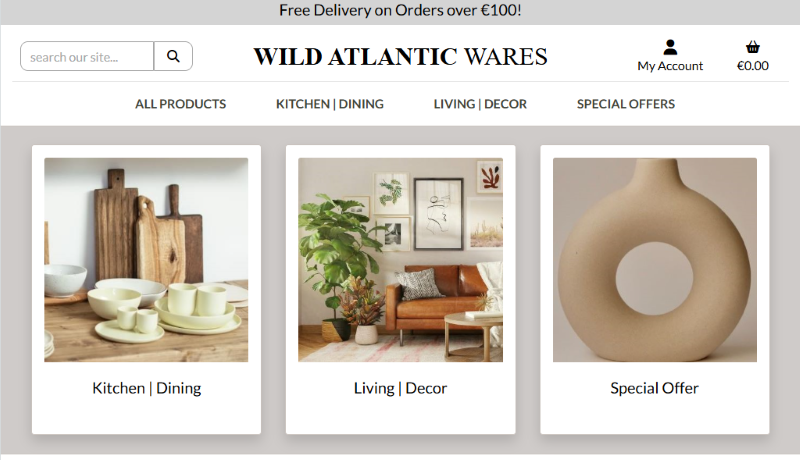 Free Delivery on Orders over €100!
search our site...
WILD ATLANTIC WARES
My Account
€0.00
ALL PRODUCTS
KITCHEN | DINING
LIVING | DECOR
SPECIAL OFFERS
Kitchen | Dining
Living | Decor
Special Offer